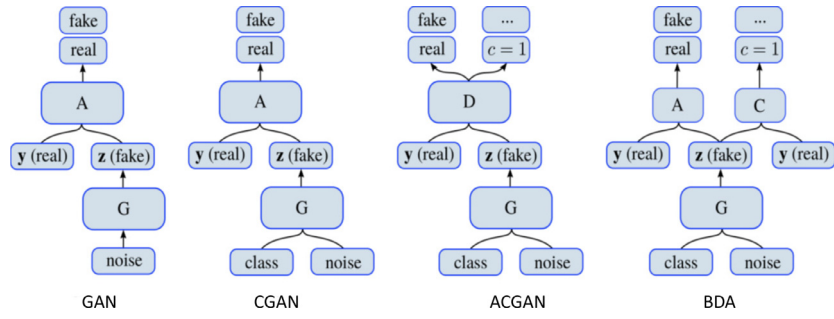 fake
real
A
y (real)
z (fake)
G
noise
GAN
fake
real
A
y (real)
z (fake)
G
class
noise
CGAN
fake
...
real
c = 1
D
y (real)
z (fake)
G
class
noise
ACGAN
fake
...
real
c = 1
A
C
y (real)
z (fake)
y (real)
G
class
noise
BDA